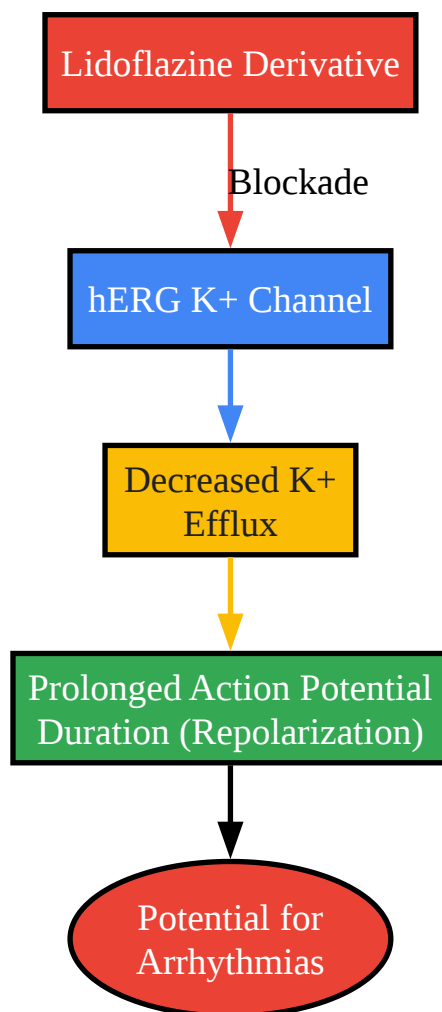 Lidoflazine Derivative
Blockade
hERG K+ Channel
Decreased K+
Efflux
Prolonged Action Potential
Duration (Repolarization)
Potential for
Arrhythmias